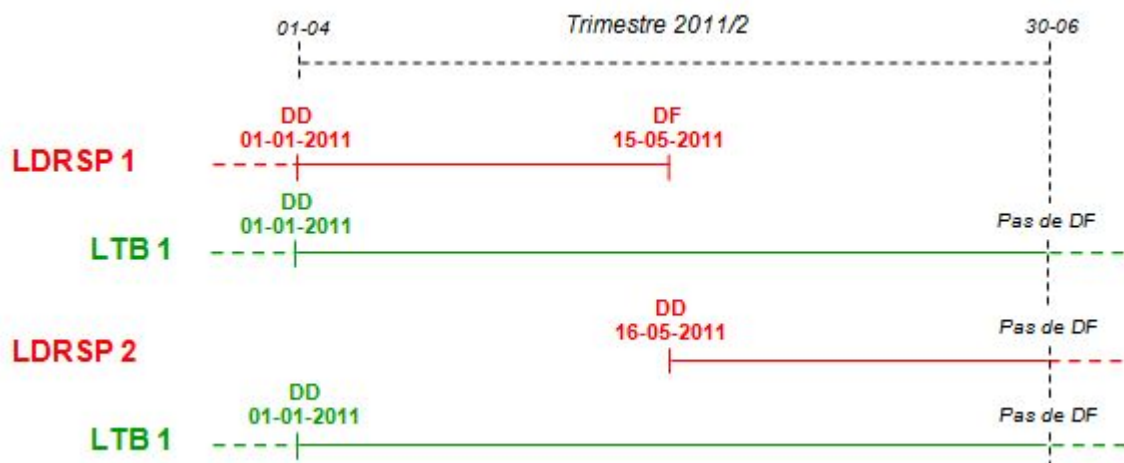 01-04 Trimestre 2011/2 30-06
DD DF
01-01-2011 15-05-2011
LDRSP 1
DD
01-01-2011 Pas de DF
LTB 1
DD
16-05-2011 Pas de DF
LDRSP 2
DD
01-01-2011 Pas de DF
LTB 1